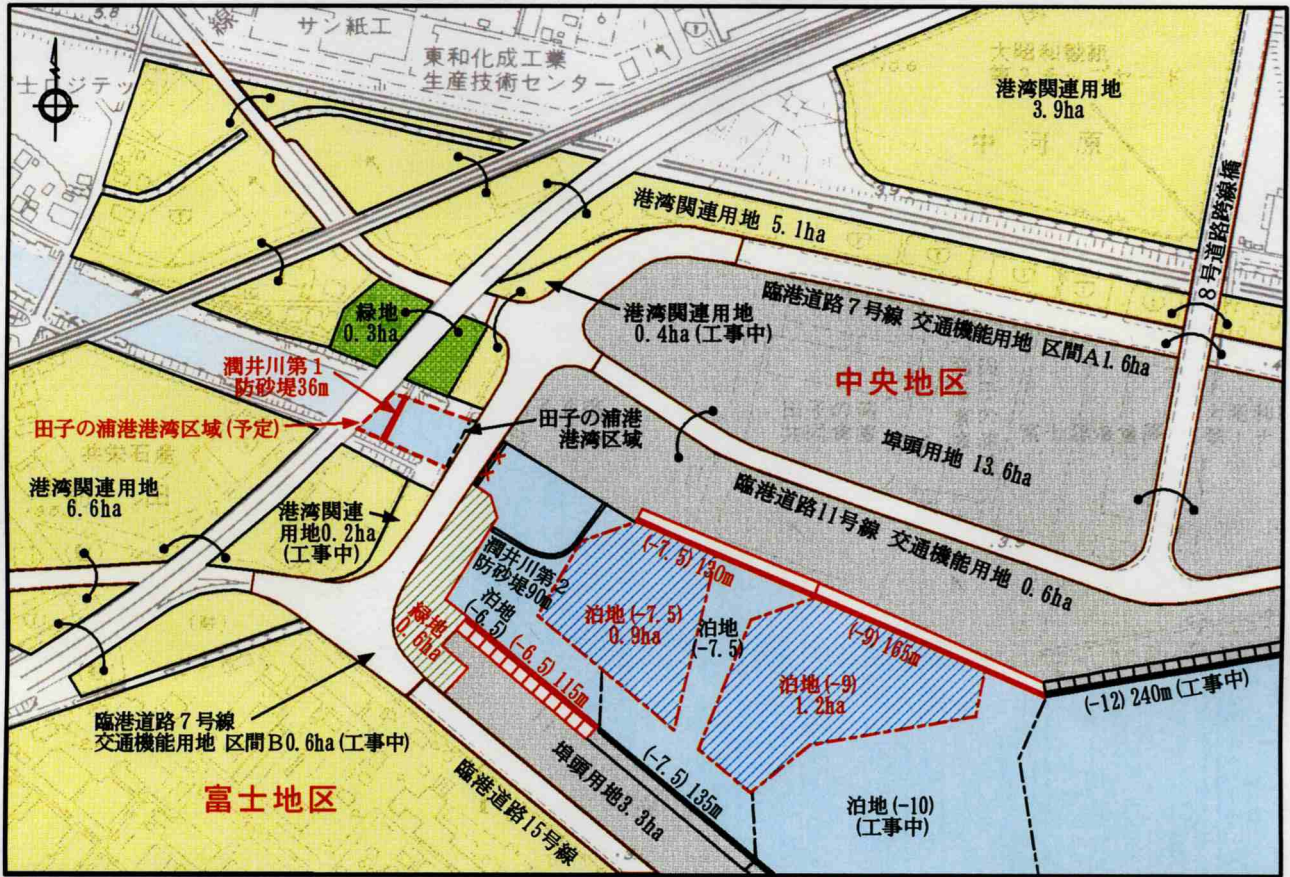 サン紙工
東和化成工業
生産技術センター
士ロジテック
大昭和製紙
港湾関連用地
3.9ha
中河原
8号道路跨線橋
港湾関連用地 5.1ha
臨港道路7号線 交通機能用地 区間A1.6ha
緑地
0.3ha
港湾関連用地
0.4ha(工事中)
中央地区
潤井川第1
防砂堤36m
田子の浦港港湾区域(予定)
田子の浦港
港湾区域
埠頭用地 13.6ha
港湾関連用地
6.6ha
港湾関連
用地0.2ha
(工事中)
臨港道路11号線 交通機能用地 0.6ha
潤井川第2
防砂堤90m
泊地
(-6.5)
(-7.5) 130m
泊地(-7.5)
0.9ha
泊地
(-7.5)
(-9) 165m
泊地(-9)
1.2ha
緑地
0.6ha
(-6.5) 115m
(-12) 240m(工事中)
臨港道路7号線
交通機能用地 区間B0.6ha(工事中)
(-7.5) 135m
埠頭用地3.3ha
泊地(-10)
(工事中)
富士地区
臨港道路15号線